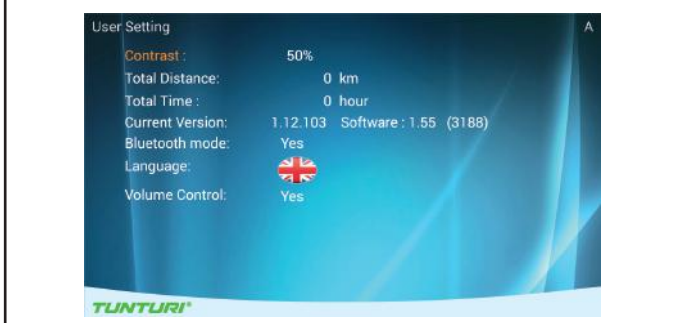 User Setting A
Contrast : 50%
Total Distance: 0 km
Total Time : 0 hour
Current Version: 1.12.103 Software : 1.55 (3188)
Bluetooth mode: Yes
Language:
Volume Control: Yes
TUNTURI®